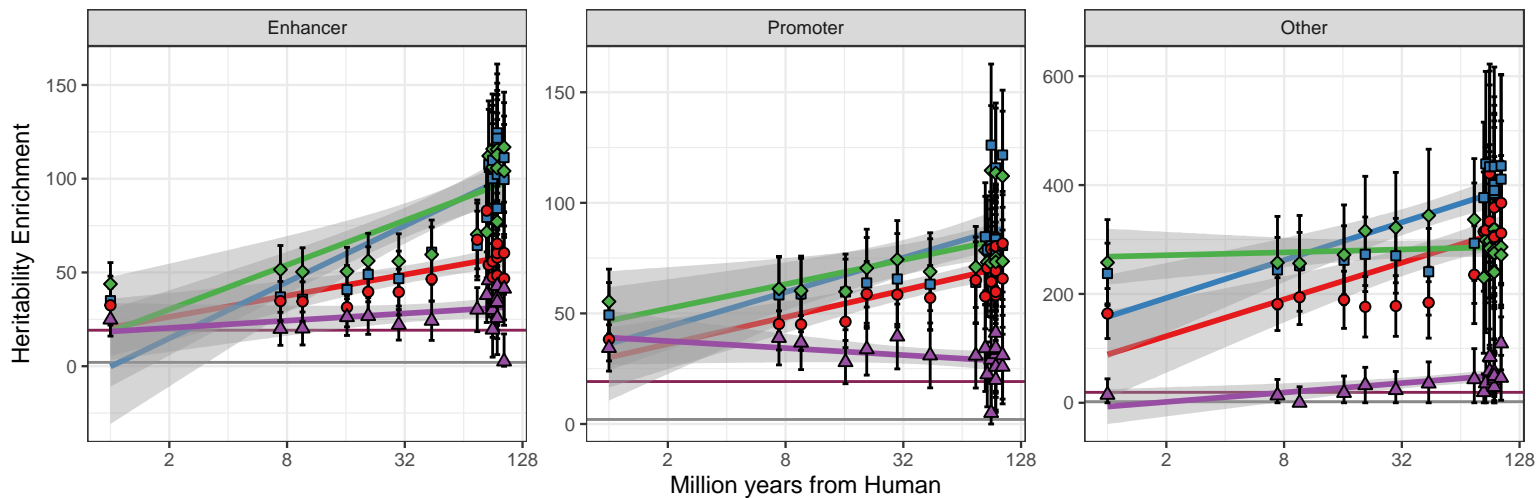 Enhancer
Promoter
Other
Heritability Enrichment
150
100
50
0
150
100
50
0
600
400
200
0
2 8 32 128
2 8 32 128
2 8 32 128
Million years from Human